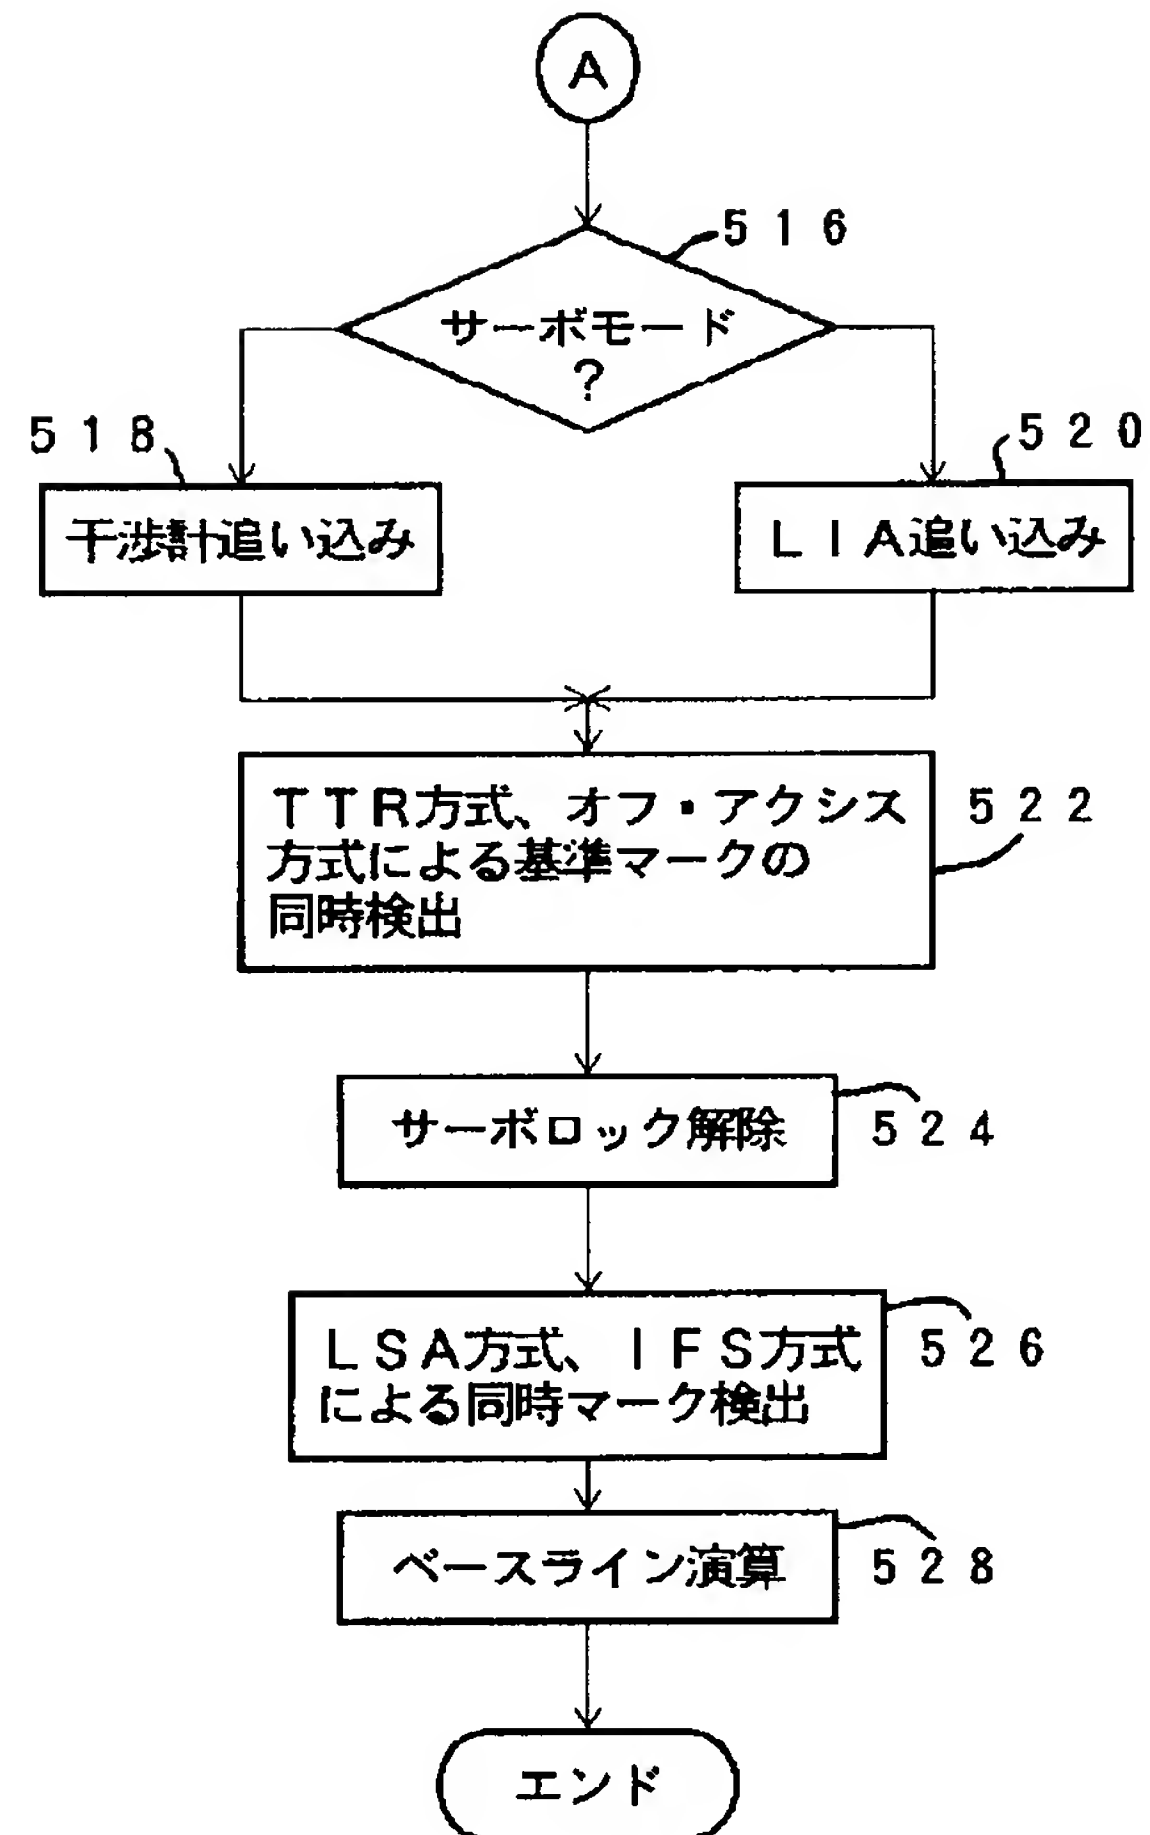 A
516
サーボモード
?
518
干渉計追い込み
520
LIA追い込み
TTR方式、オフ・アクシス
方式による基準マークの
同時検出
522
サーボロック解除
524
LSA方式、IFS方式
による同時マーク検出
526
ベースライン演算
528
エンド